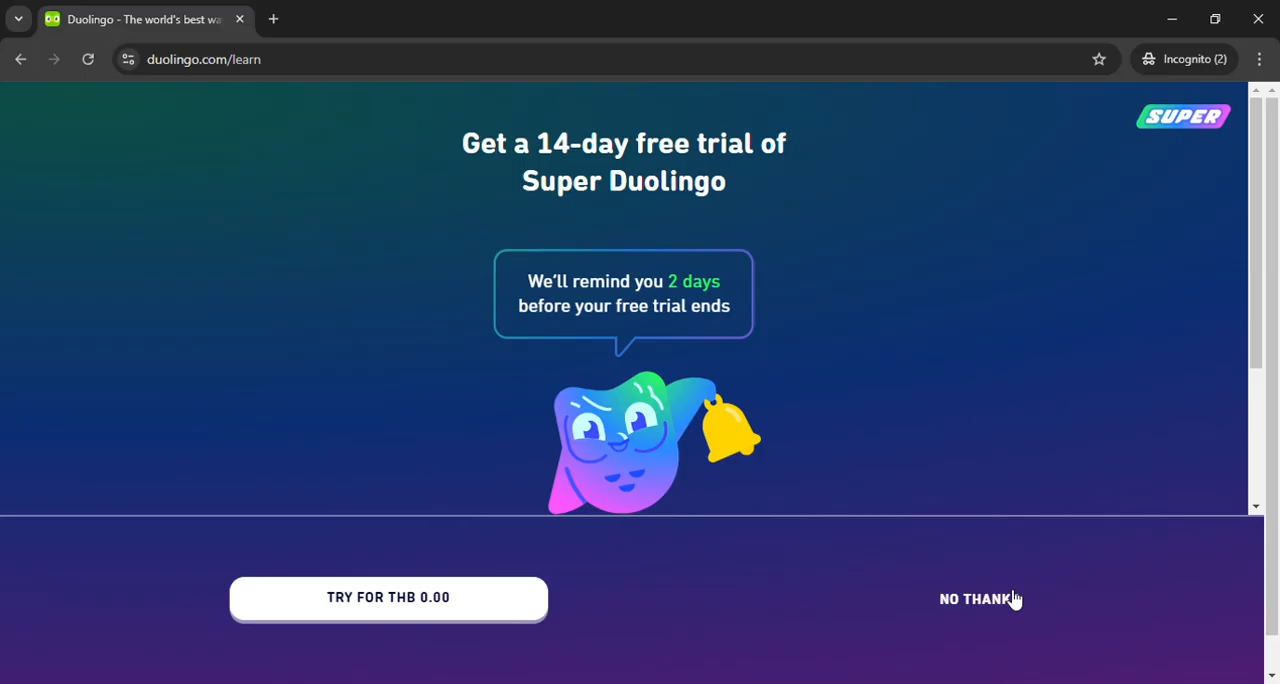 Duolingo - The world's best wa
duolingo.com/learn
Incognito (2)
SUPER
Get a 14-day free trial of
Super Duolingo
We'll remind you 2 days
before your free trial ends
TRY FOR THB 0.00
NO THANK